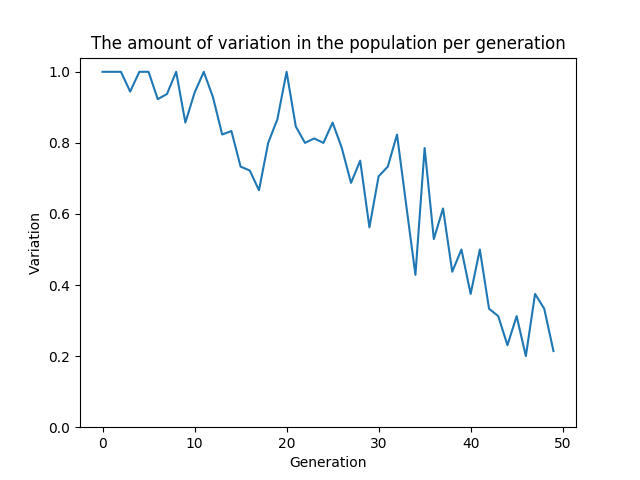 The amount of variation in the population per generation
1.0
0.8
0.6
0.4
0.2
0.0
Variation
0 10 20 30 40 50
Generation